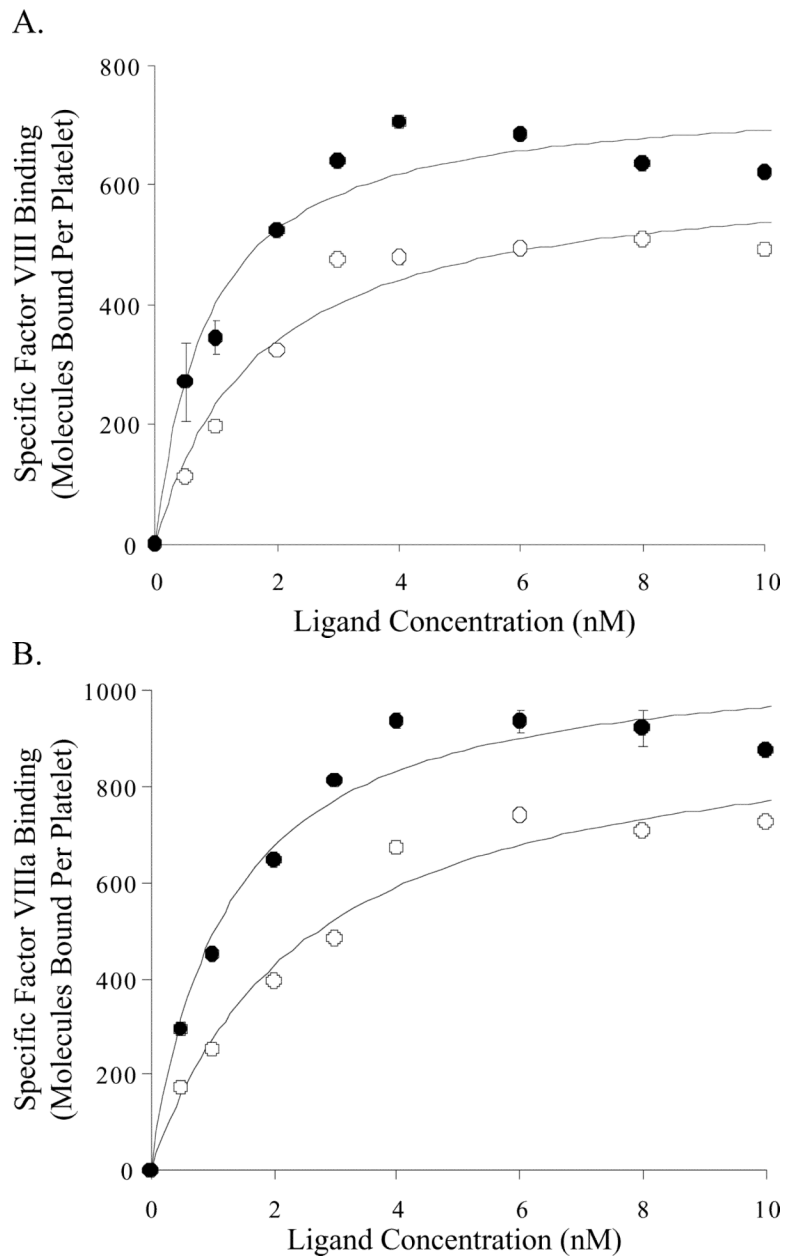 A.
Specific Factor VIII Binding
(Molecules Bound Per Platelet)
800
600
400
200
0
0 2 4 6 8 10
Ligand Concentration (nM)
B.
Specific Factor VIIIa Binding
(Molecules Bound Per Platelet)
1000
800
600
400
200
0
0 2 4 6 8 10
Ligand Concentration (nM)